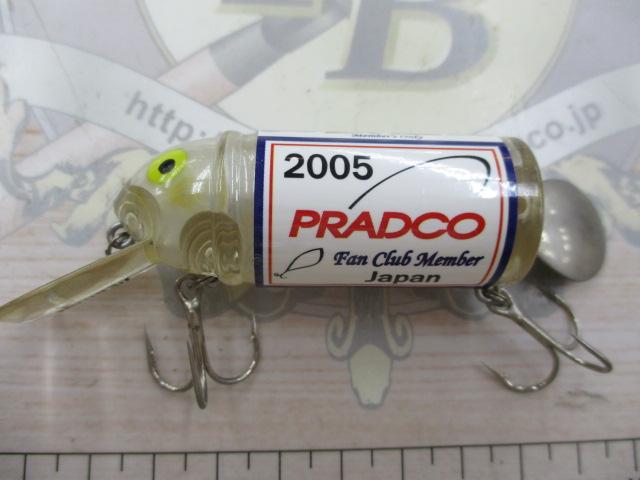 B
http:
co.jp
Member's Only
2005
PRADCO
Fan Club Member
Japan